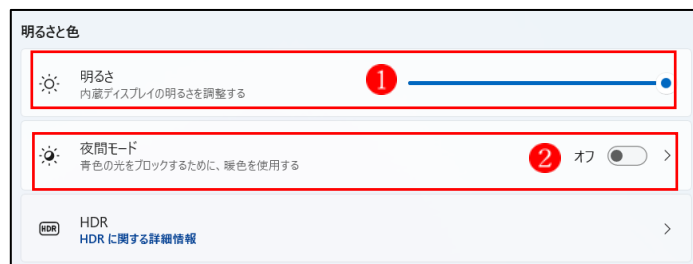 明るさと色
明るさ
内蔵ディスプレイの明るさを調整する
1
夜間モード
青色の光をブロックするために、暖色を使用する
2 オフ
HDR
HDR
HDR に関する詳細情報